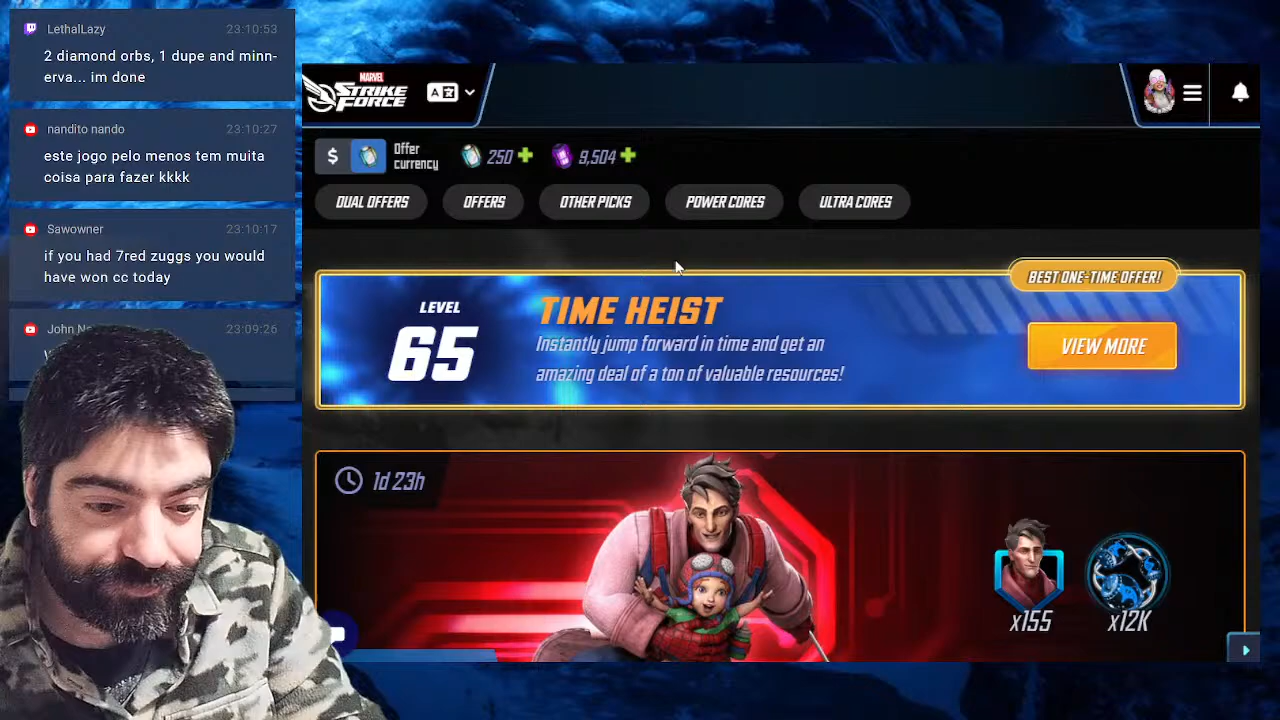 LethalLazy 23:10:53
2 diamond orbs, 1 dupe and minn-
erva... im done
nandito nando 23:10:27
este jogo pelo menos tem muita
coisa para fazer kkkk
Sawowner 23:10:17
if you had 7red zuggs you would
have won cc today
John 23:09:26
MARVEL
STRIKE
FORCE
$
Offer
currency
250
9,504
DUAL OFFERS
OFFERS
OTHER PICKS
POWER CORES
ULTRA CORES
BEST ONE-TIME OFFER!
LEVEL
65
TIME HEIST
Instantly jump forward in time and get an
amazing deal of a ton of valuable resources!
VIEW MORE
1d 23h
x155
x12K